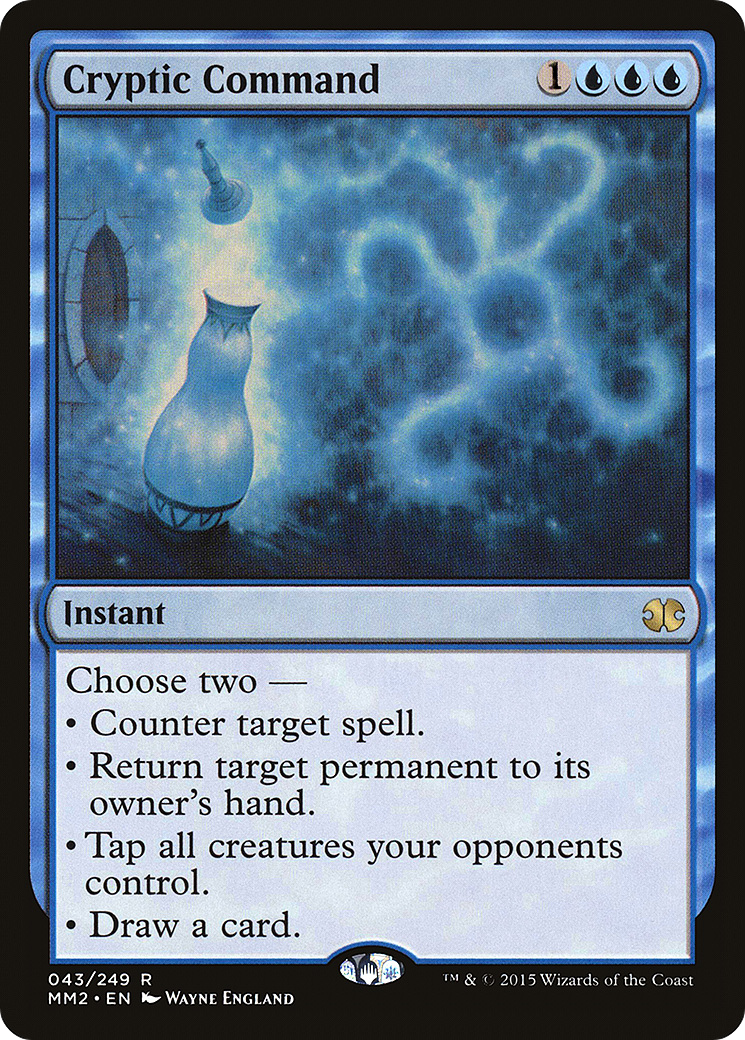 Cryptic Command 1
Instant
Choose two —
• Counter target spell.
• Return target permanent to its
owner's hand.
• Tap all creatures your opponents
control.
• Draw a card.
043/249 R
MM2 • EN Wayne England
™ & © 2015 Wizards of the Coast